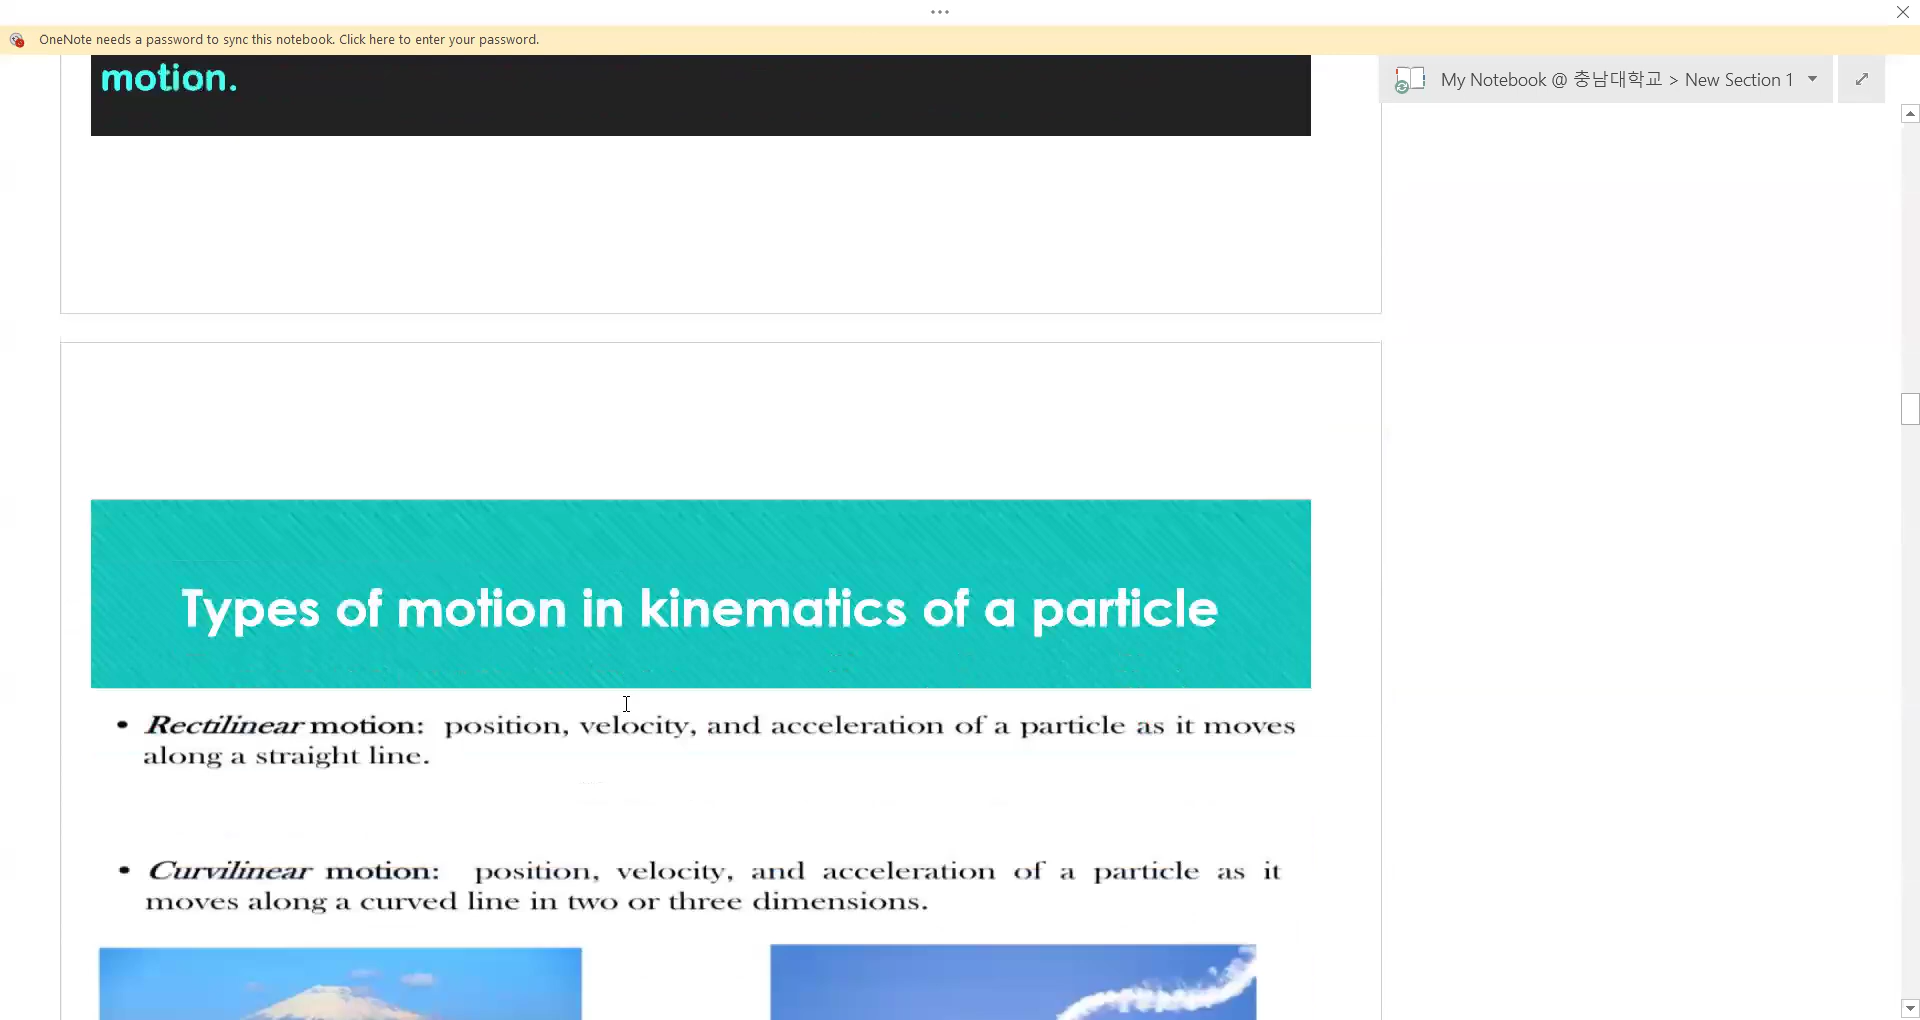 OneNote needs a password to sync this notebook. Click here to enter your password.
motion.
My Notebook @ 충남대학교 > New Section 1
Types of motion in kinematics of a particle
• Rectilinear motion: position, velocity, and acceleration of a particle as it moves
along a straight line.
• Curvilinear motion: position, velocity, and acceleration of a particle as it
moves along a curved line in two or three dimensions.